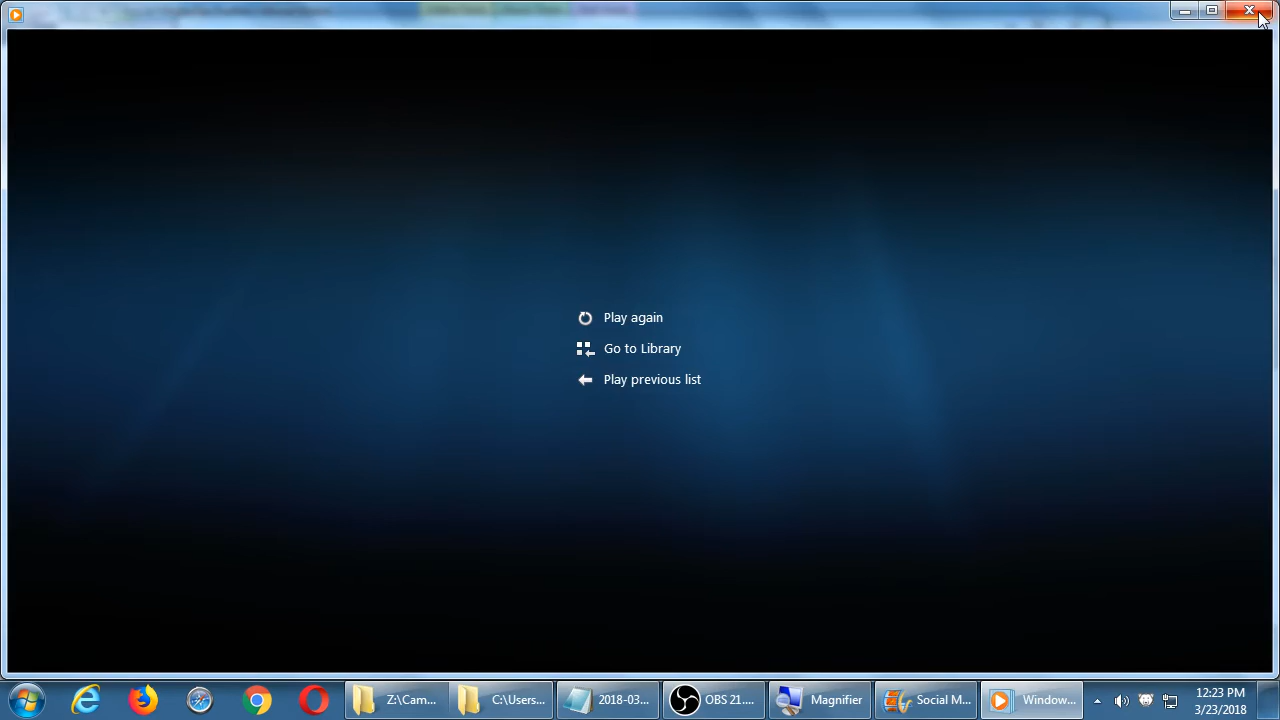 Play again
Go to Library
Play previous list
Z:\Cam...
C:\Users...
2018-03...
OBS 21....
Magnifier
Social M...
Window...
12:23 PM
3/23/2018